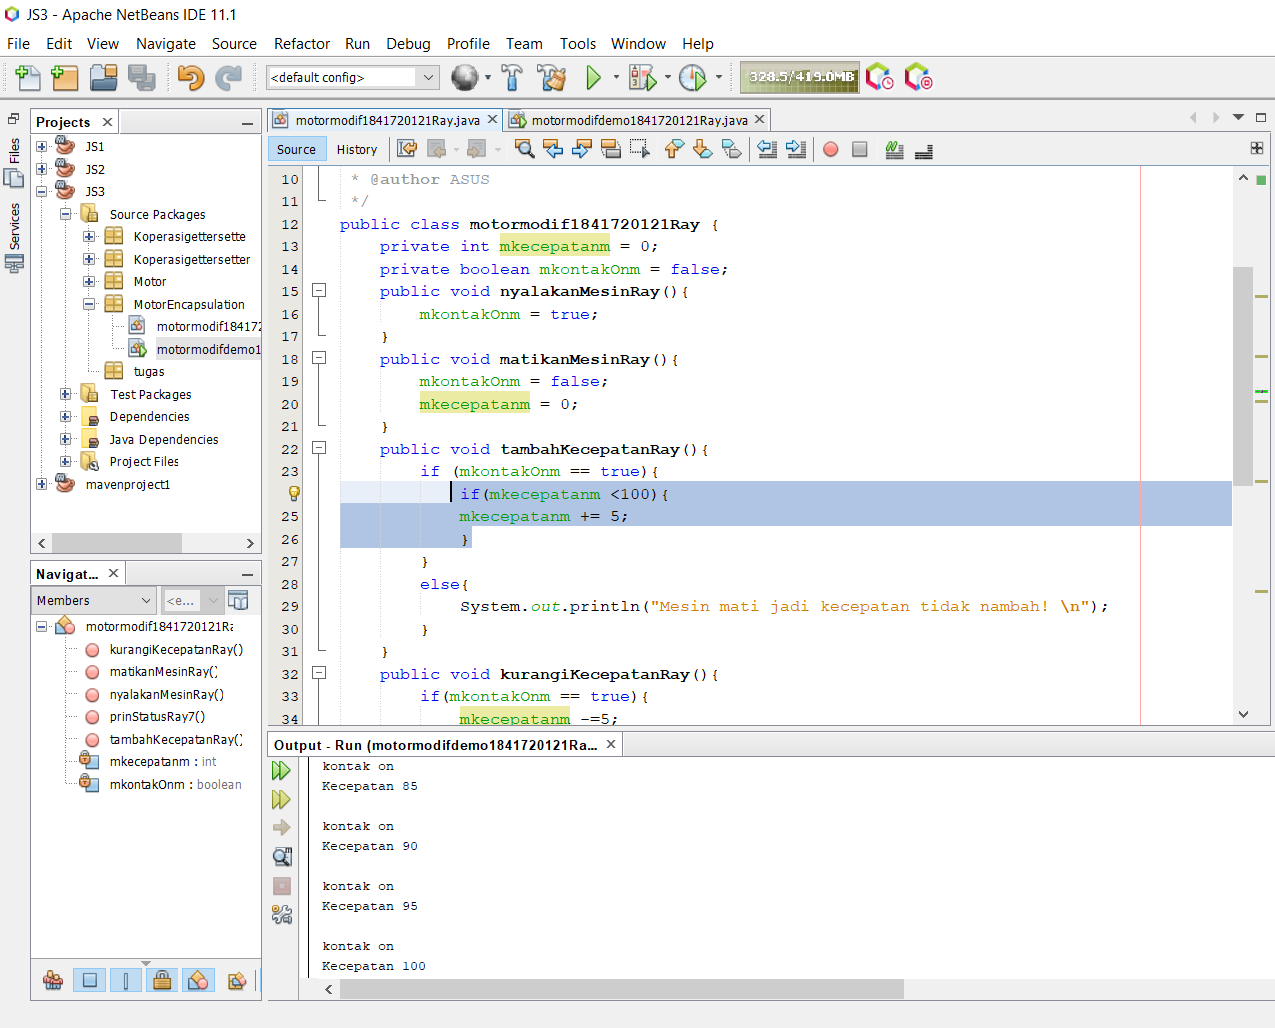 JS3 - Apache NetBeans IDE 11.1
File Edit View Navigate Source Refactor Run Debug Profile Team Tools Window Help
<default config>
328.5/419.0MB
Files
Services
Projects
JS1
JS2
JS3
Source Packages
Koperasigettersette
Koperasigettersetter
Motor
MotorEncapsulation
motormodif18417
motormodifdemo1
tugas
Test Packages
Dependencies
Java Dependencies
Project Files
mavenproject1
motormodif1841720121Ray.java
motormodifdemo1841720121Ray.java
Source History
10 * @author ASUS
11 */
12 public class motormodif1841720121Ray {
13 private int mkecepatanm = 0;
14 private boolean mkontakOnm = false;
15 public void nyalakanMesinRay(){
16 mkontakOnm = true;
17 }
18 public void matikanMesinRay(){
19 mkontakOnm = false;
20 mkecepatanm = 0;
21 }
22 public void tambahKecepatanRay(){
23 if (mkontakOnm == true){
if(mkecepatanm <100){
25 mkecepatanm += 5;
26 }
27 }
28 else{
29 System.out.println("Mesin mati jadi kecepatan tidak nambah! \n");
30 }
31 }
32 public void kurangiKecepatanRay(){
33 if(mkontakOnm == true){
34 mkecepatanm -=5;
Navigat...
Members
<e...
motormodif1841720121Ra
kurangiKecepatanRay()
matikanMesinRay()
nyalakanMesinRay()
prinStatusRay7()
tambahKecepatanRay()
mkecepatanm : int
mkontakOnm : boolean
Output - Run (motormodifdemo1841720121Ra...
kontak on
Kecepatan 85
kontak on
Kecepatan 90
kontak on
Kecepatan 95
kontak on
Kecepatan 100